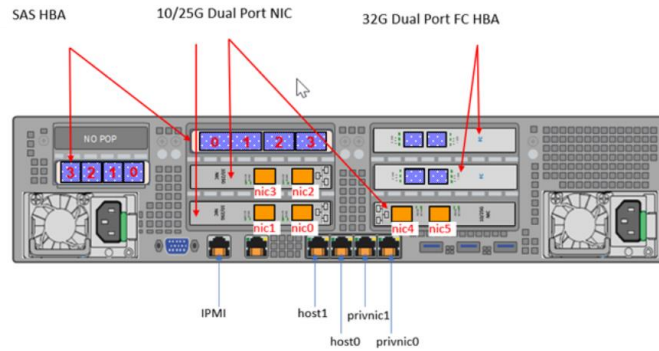 SAS HBA
10/25G Dual Port NIC
32G Dual Port FC HBA
NO POP
0 1 2 3
3 2 1 0
nic3 nic2
nic1 nic0
nic4 nic5
IPMI
host1
privnic1
host0
privnic0